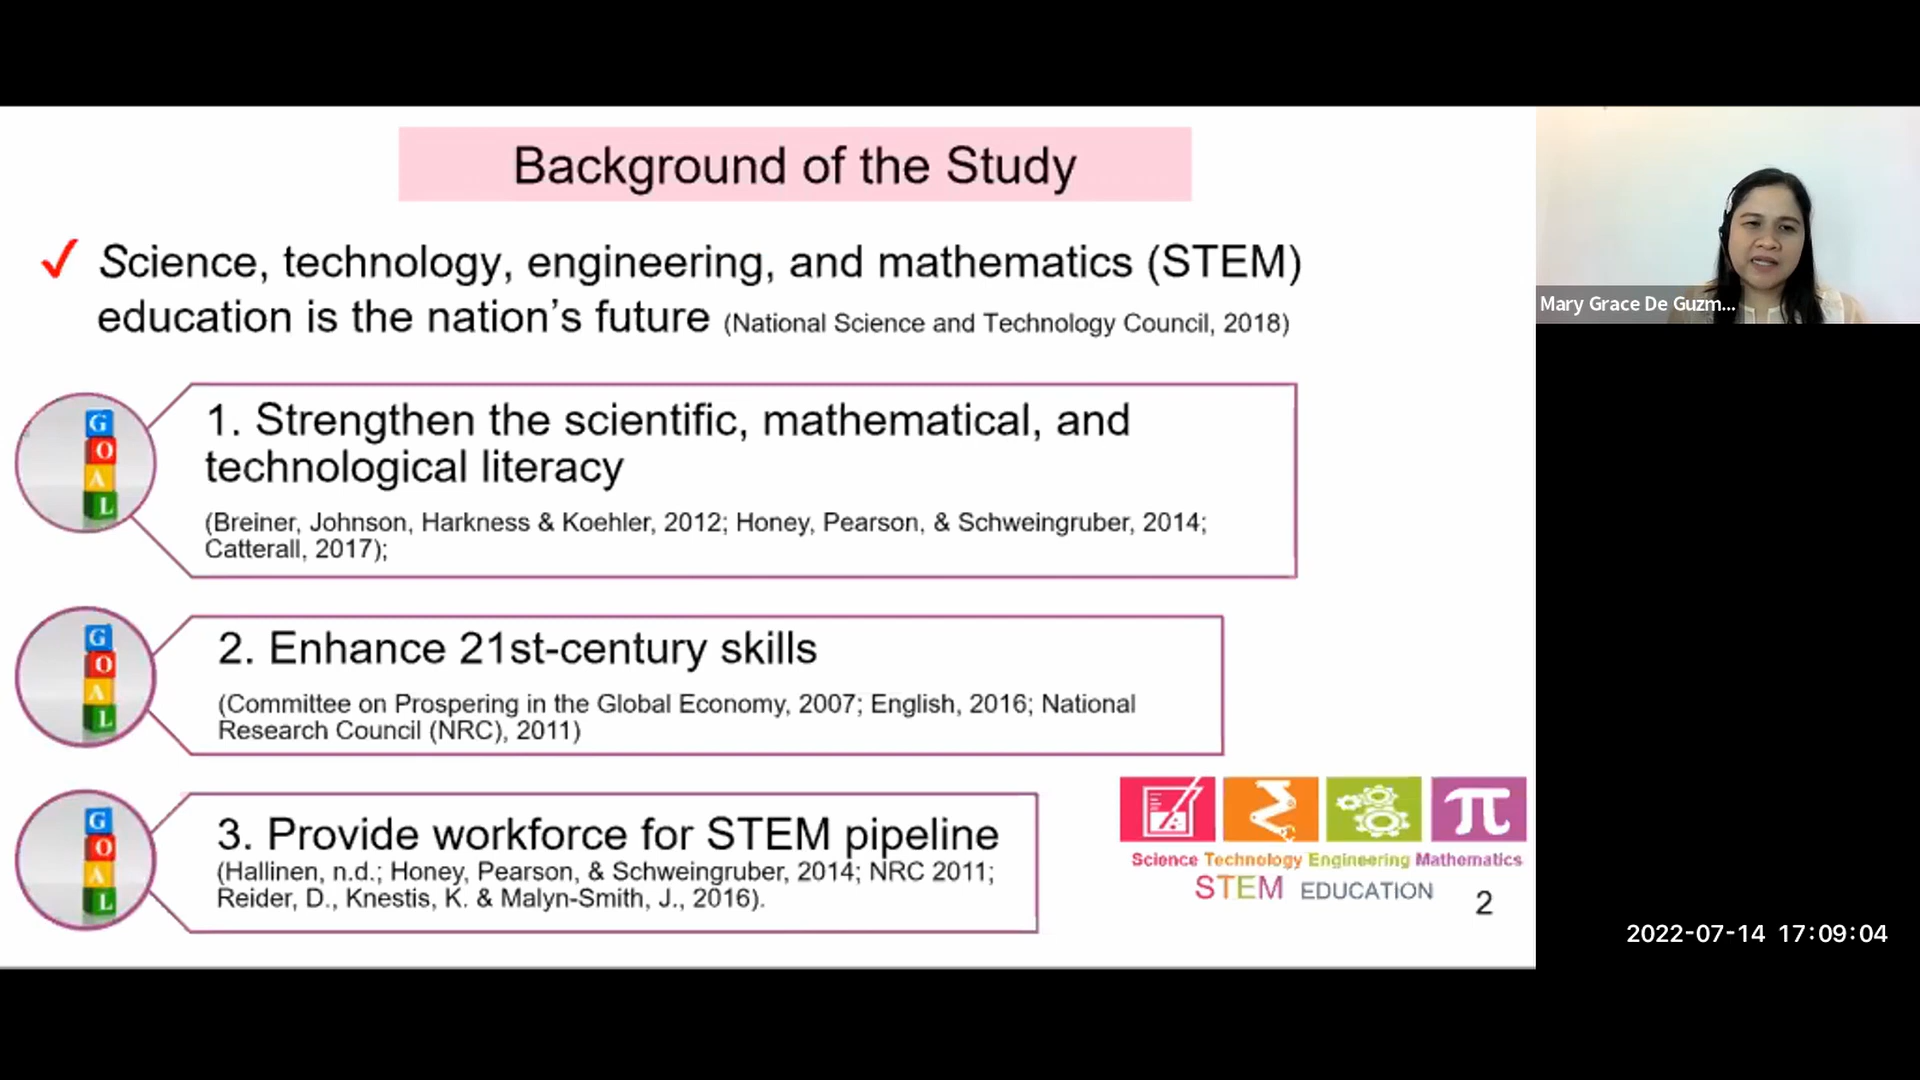 Background of the Study
Science, technology, engineering, and mathematics (STEM)
education is the nation's future (National Science and Technology Council, 2018)
GOAL
1. Strengthen the scientific, mathematical, and
technological literacy
(Breiner, Johnson, Harkness & Koehler, 2012; Honey, Pearson, & Schweingruber, 2014;
Catterall, 2017);
GOAL
2. Enhance 21st-century skills
(Committee on Prospering in the Global Economy, 2007; English, 2016; National
Research Council (NRC), 2011)
GOAL
3. Provide workforce for STEM pipeline
(Hallinen, n.d.; Honey, Pearson, & Schweingruber, 2014; NRC 2011;
Reider, D., Knestis, K. & Malyn-Smith, J., 2016).
π
Science Technology Engineering Mathematics
STEM EDUCATION
2
Mary Grace De Guzm...
2022-07-14 17:09:04